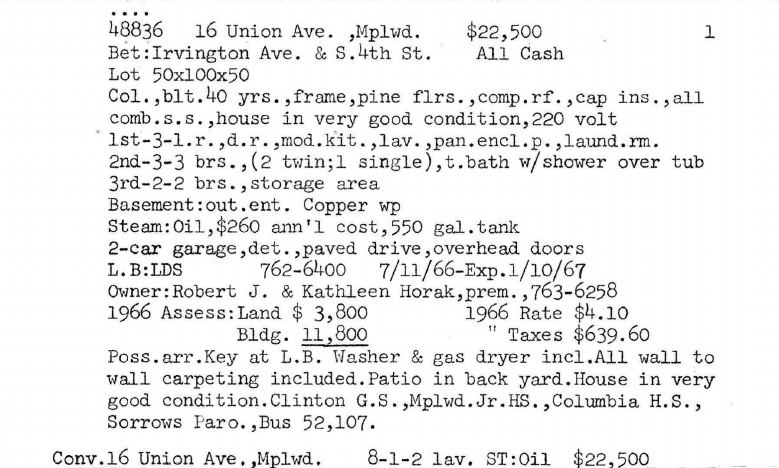 ....
48836 16 Union Ave. ,Mplwd. $22,500 1
Bet:Irvington Ave. & S.4th St. All Cash
Lot 50x100x50
Col.,blt.40 yrs.,frame,pine flrs.,comp.rf.,cap ins.,all
comb.s.s.,house in very good condition,220 volt
1st-3-l.r.,d.r.,mod.kit.,lav.,pan.encl.p.,laund.rm.
2nd-3-3 brs.,(2 twin;1 single),t.bath w/shower over tub
3rd-2-2 brs.,storage area
Basement:out.ent. Copper wp
Steam:Oil,$260 ann'l cost,550 gal.tank
2-car garage,det.,paved drive,overhead doors
L.B:LDS 762-6400 7/11/66-Exp.1/10/67
Owner:Robert J. & Kathleen Horak,prem.,763-6258
1966 Assess:Land $ 3,800 1966 Rate $4.10
Bldg. 11,800 " Taxes $639.60
Poss.arr.Key at L.B. Washer & gas dryer incl.All wall to
wall carpeting included.Patio in back yard.House in very
good condition.Clinton G.S.,Mplwd.Jr.HS.,Columbia H.S.,
Sorrows Paro.,Bus 52,107.
Conv.16 Union Ave.,Mplwd. 8-1-2 lav. ST:Oil $22,500